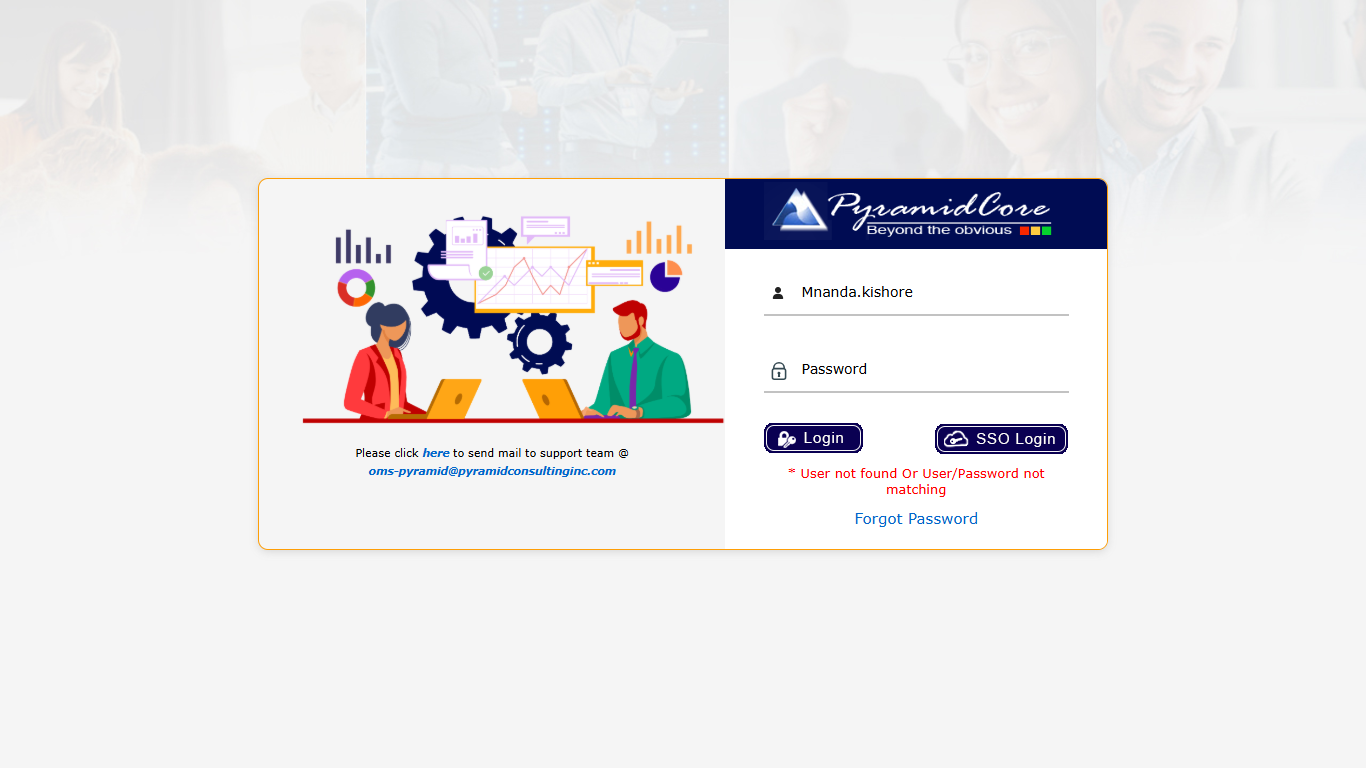 PyramidCore
Beyond the obvious
Mnanda.kishore
Password
Login
SSO Login
* User not found Or User/Password not
matching
Forgot Password
Please click here to send mail to support team @
oms-pyramid@pyramidconsultinginc.com